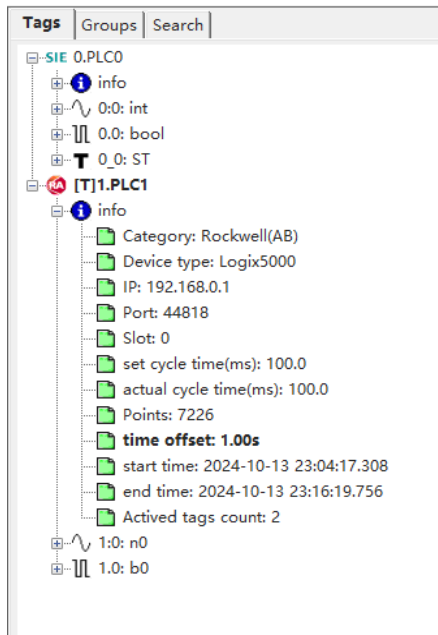 Tags Groups Search
SIE 0.PLC0
info
0:0: int
0.0: bool
T 0_0: ST
RA [T]1.PLC1
info
Category: Rockwell(AB)
Device type: Logix5000
IP: 192.168.0.1
Port: 44818
Slot: 0
set cycle time(ms): 100.0
actual cycle time(ms): 100.0
Points: 7226
time offset: 1.00s
start time: 2024-10-13 23:04:17.308
end time: 2024-10-13 23:16:19.756
Actived tags count: 2
1:0: n0
1.0: b0